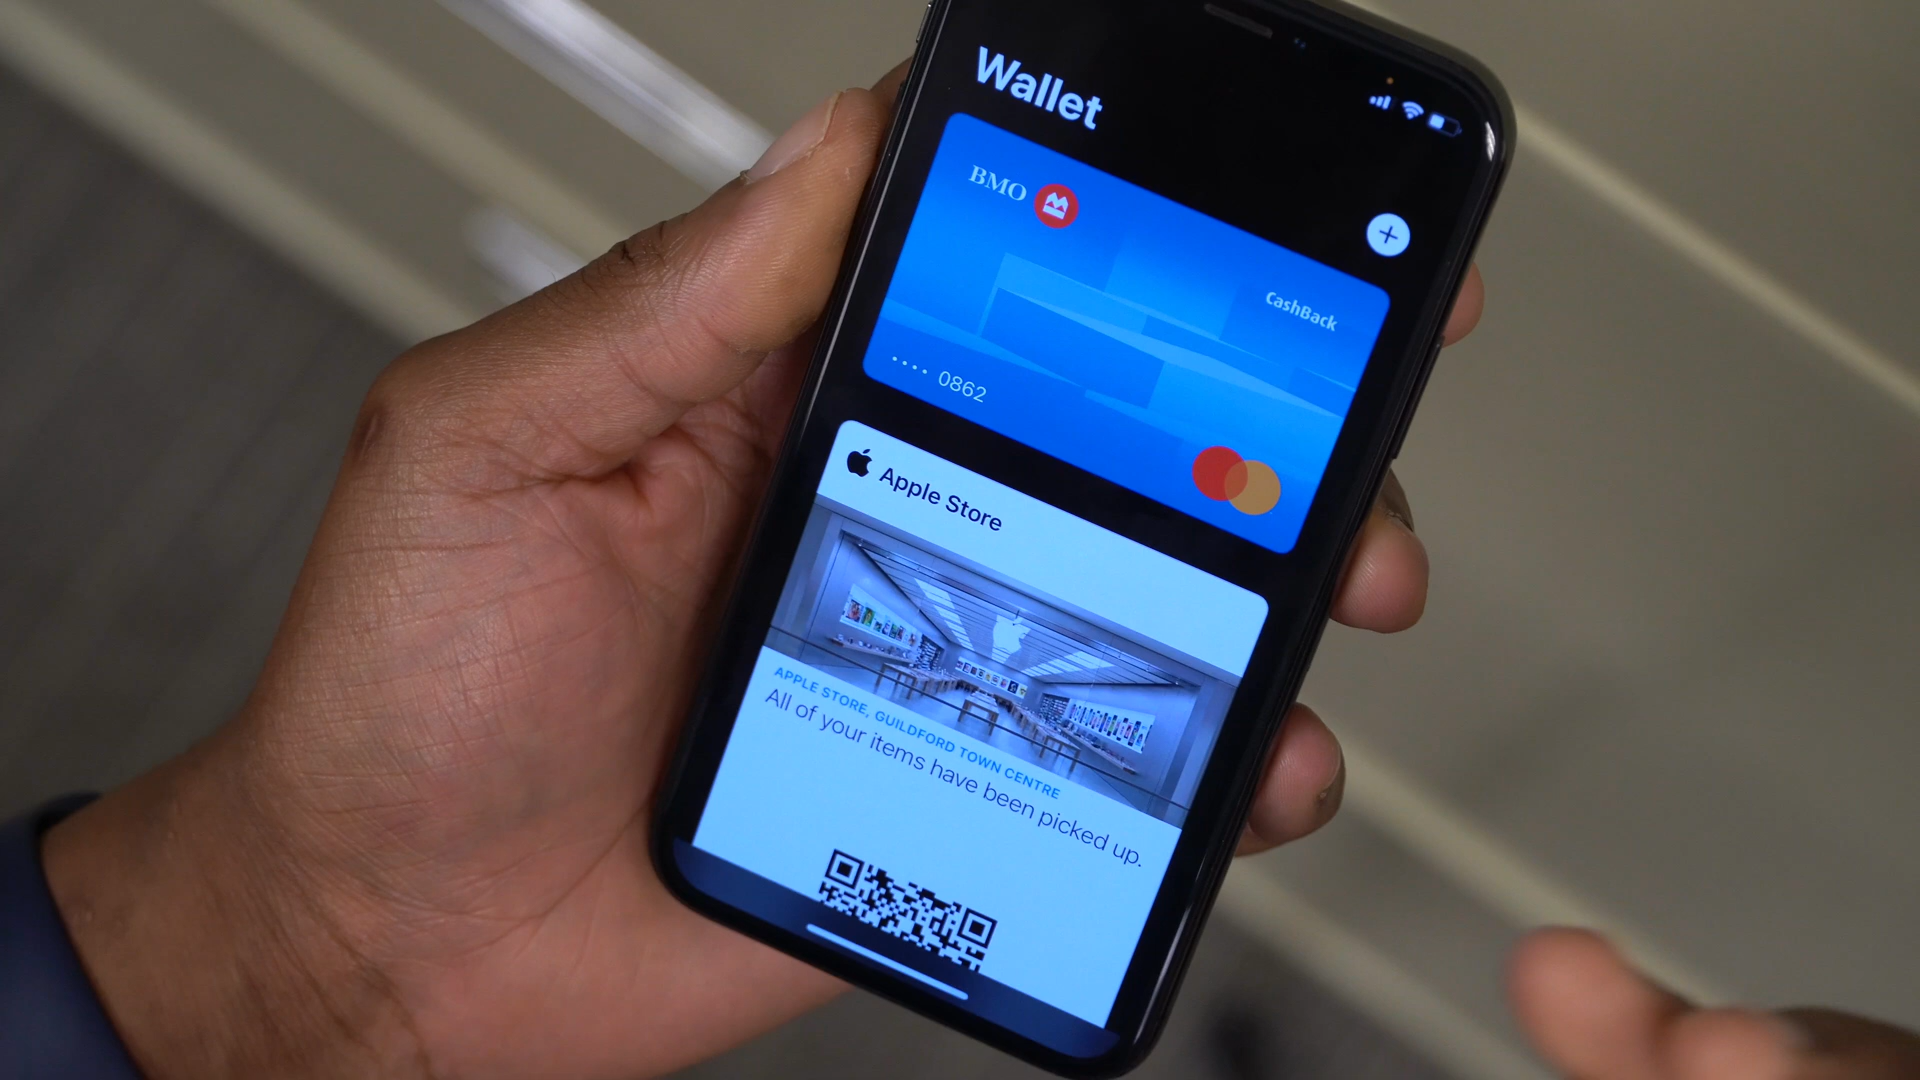 Wallet
BMO
CashBack
•••• 0862
Apple Store
APPLE STORE, GUILDFORD TOWN CENTRE
All of your items have been picked up.